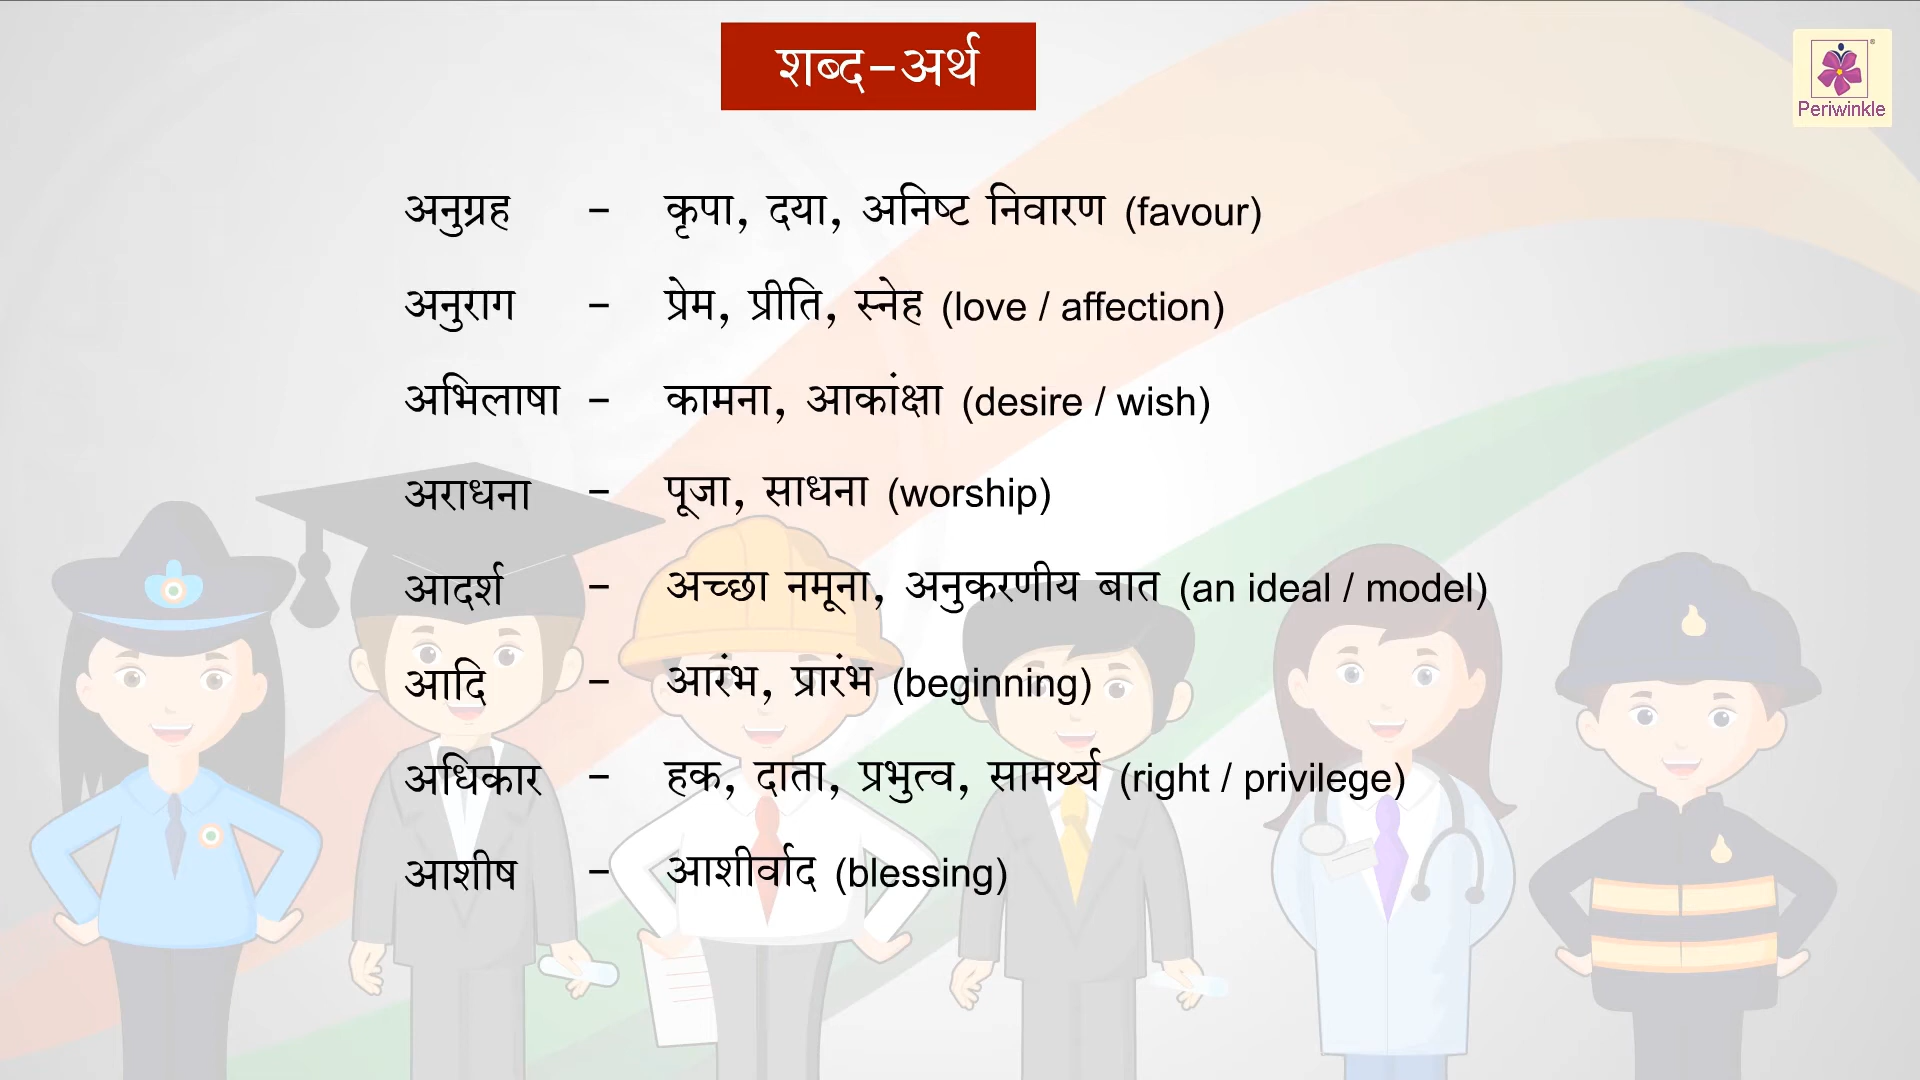 शब्द-अर्थ
Periwinkle
अनुग्रह - कृपा, दया, अनिष्ट निवारण (favour)
अनुराग - प्रेम, प्रीति, स्नेह (love / affection)
अभिलाषा - कामना, आकांक्षा (desire / wish)
अराधना - पूजा, साधना (worship)
आदर्श - अच्छा नमूना, अनुकरणीय बात (an ideal / model)
आदि - आरंभ, प्रारंभ (beginning)
अधिकार - हक, दाता, प्रभुत्व, सामर्थ्य (right / privilege)
आशीष - आशीर्वाद (blessing)